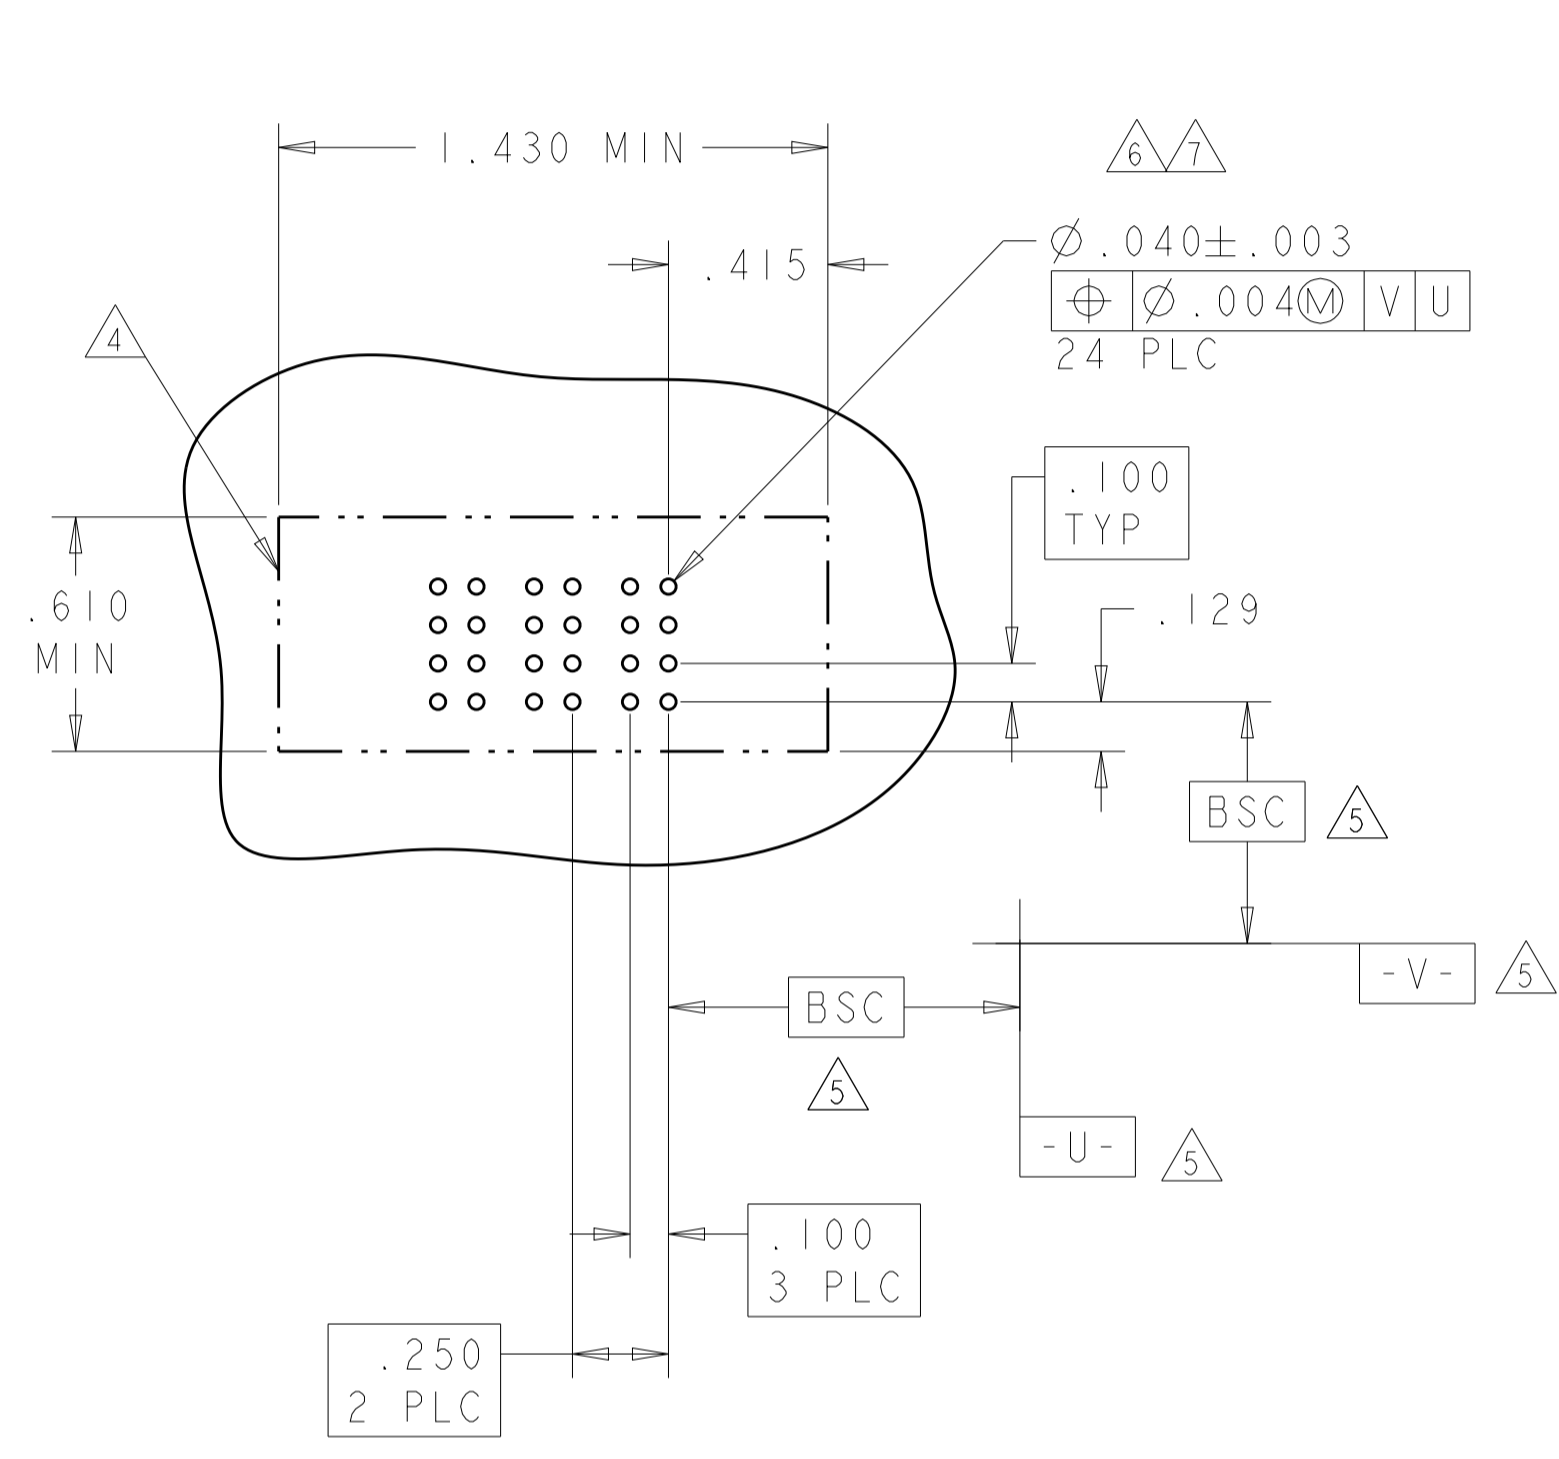 1.430 MIN
6 7
.415
Ø.040±.003
⌖ Ø.004Ⓜ V U
24 PLC
4
.100
TYP
.610
MIN
.129
BSC
5
-V-
5
BSC
5
-U-
5
.100
3 PLC
.250
2 PLC